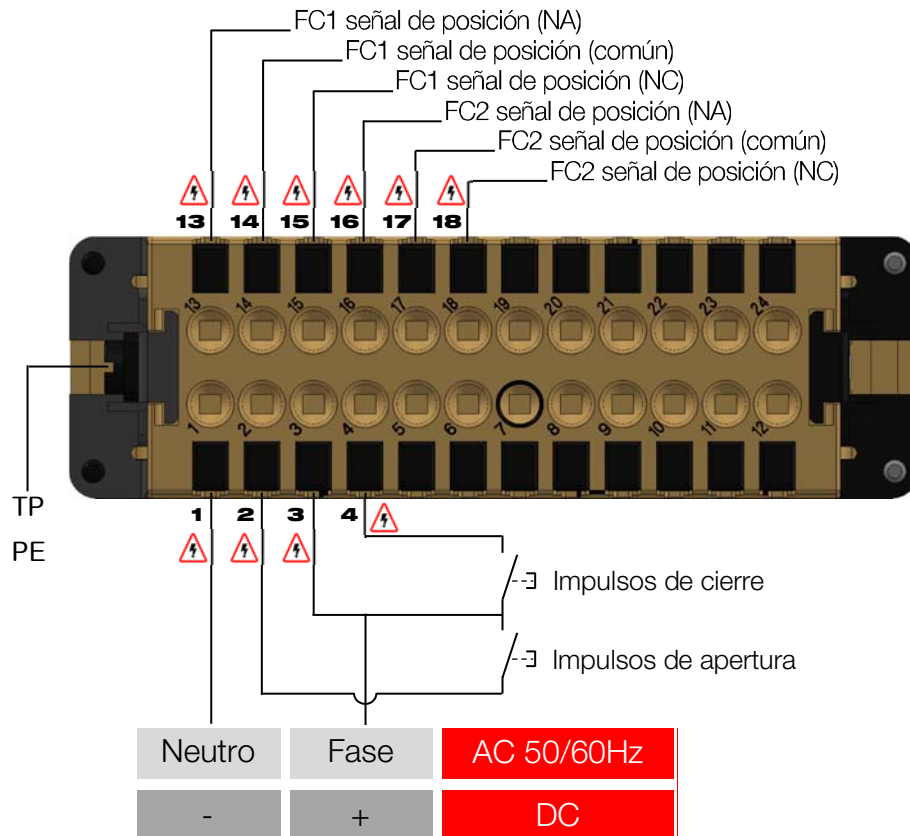 FC1 señal de posición (NA)
FC1 señal de posición (común)
FC1 señal de posición (NC)
FC2 señal de posición (NA)
FC2 señal de posición (común)
FC2 señal de posición (NC)
13 14 15 16 17 18
13 14 15 16 17 18 19 20 21 22 23 24
1 2 3 4 5 6 7 8 9 10 11 12
TP
PE
1 2 3 4
Impulsos de cierre
Impulsos de apertura
Neutro Fase AC 50/60Hz
- + DC